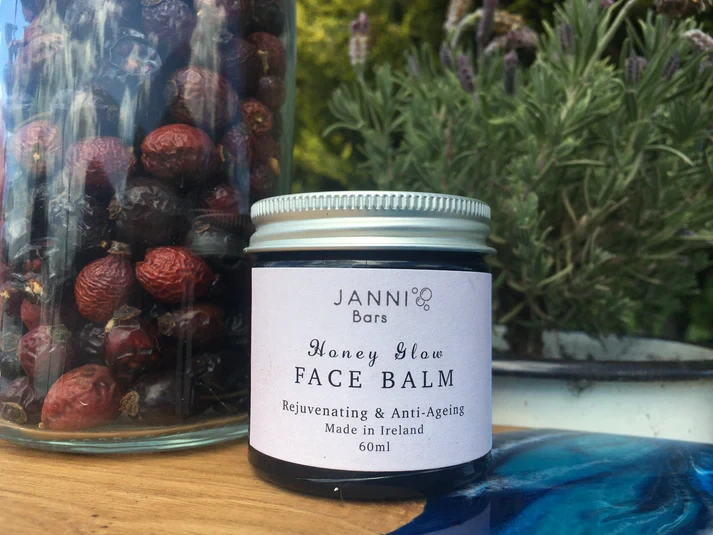 JANNI
Bars
Honey Glow
FACE BALM
Rejuvenating & Anti-Ageing
Made in Ireland
60ml